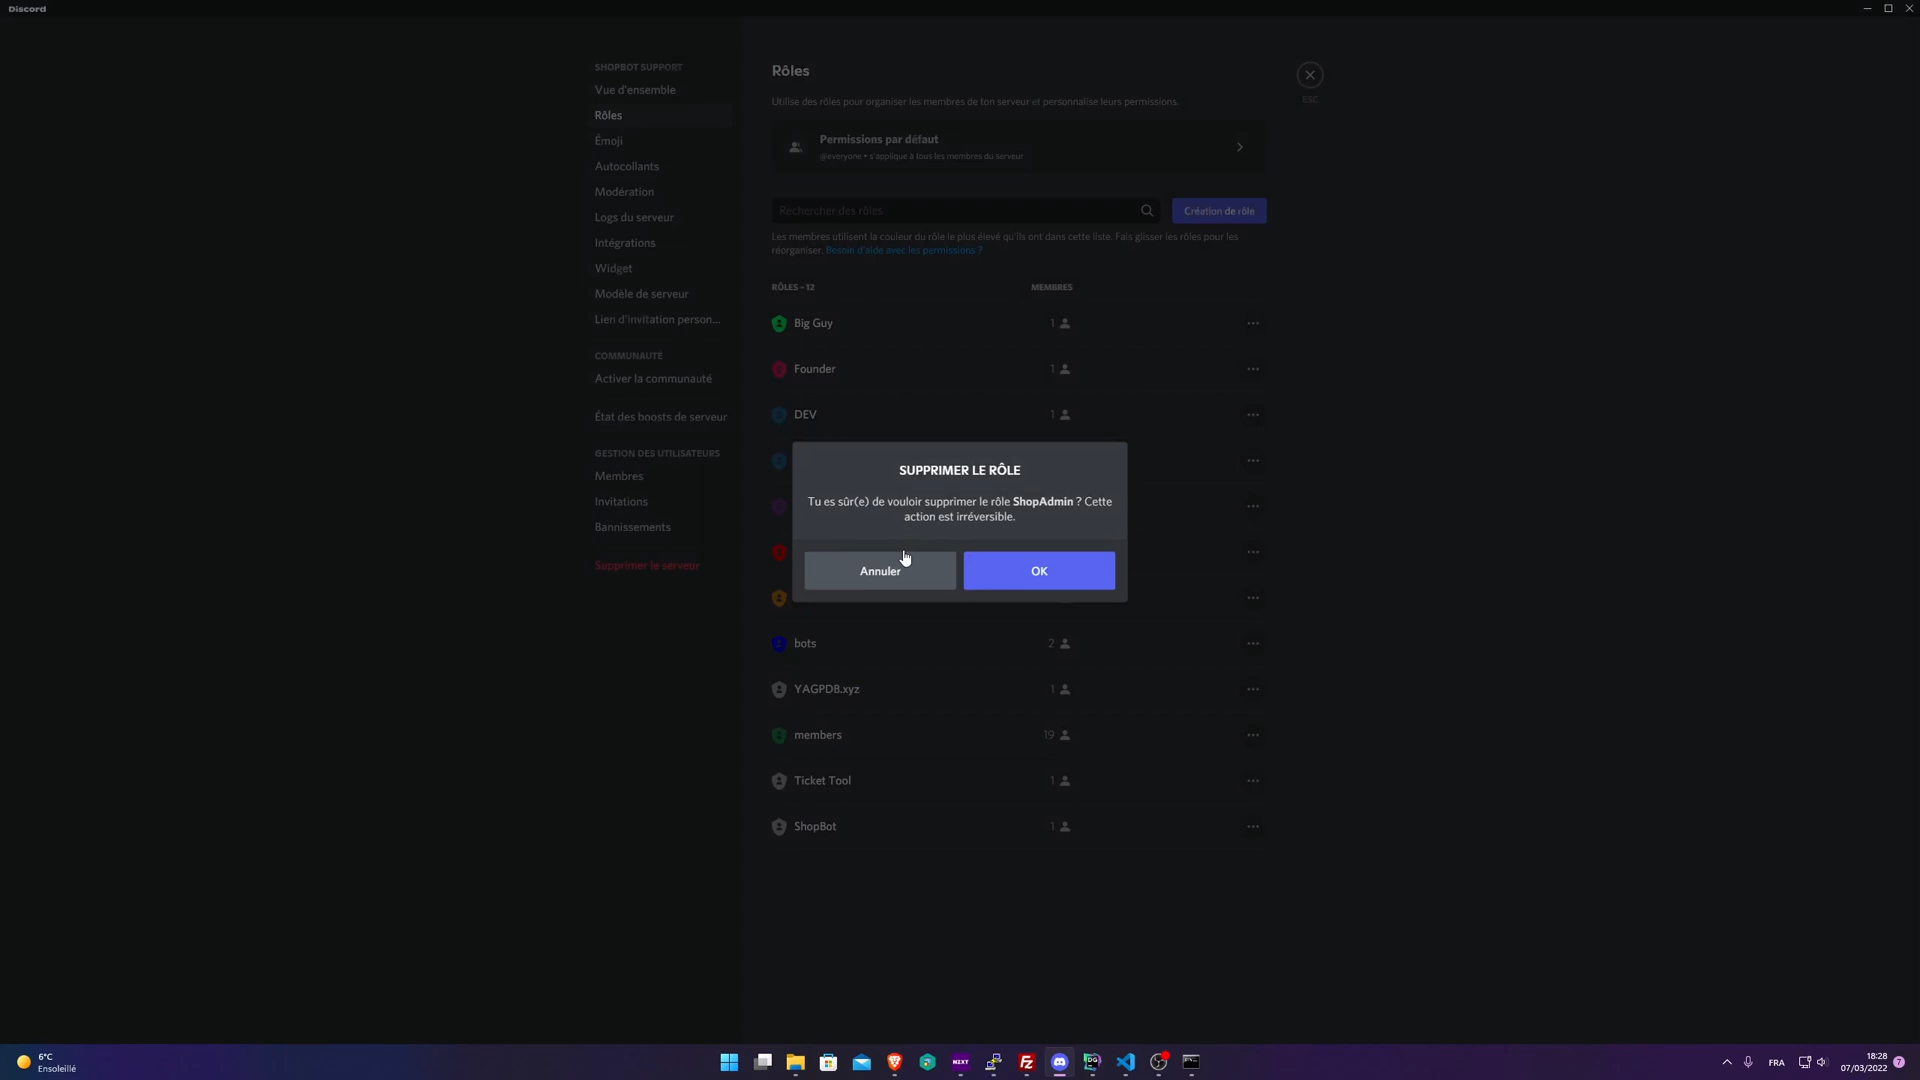 Discord
SHOPBOT SUPPORT
Vue d'ensemble
Rôles
Émoji
Autocollants
Modération
Logs du serveur
Intégrations
Widget
Modèle de serveur
Lien d'invitation person...
COMMUNAUTÉ
Activer la communauté
État des boosts de serveur
GESTION DES UTILISATEURS
Membres
Invitations
Bannissements
Supprimer le serveur
Rôles
Utilise des rôles pour organiser les membres de ton serveur et personnalise leurs permissions.
ESC
Permissions par défaut
@everyone • s'applique à tous les membres du serveur
Rechercher des rôles
Création de rôle
Les membres utilisent la couleur du rôle le plus élevé qu'ils ont dans cette liste. Fais glisser les rôles pour les
réorganiser. Besoin d'aide avec les permissions ?
RÔLES – 12 MEMBRES
Big Guy 1
Founder 1
DEV 1
SUPPRIMER LE RÔLE
Tu es sûr(e) de vouloir supprimer le rôle ShopAdmin ? Cette
action est irréversible.
Annuler OK
bots 2
YAGPDB.xyz 1
members 19
Ticket Tool 1
ShopBot 1
6°C
Ensoleillé
NZXT
FZ
DG
FRA
18:28
07/03/2022
7